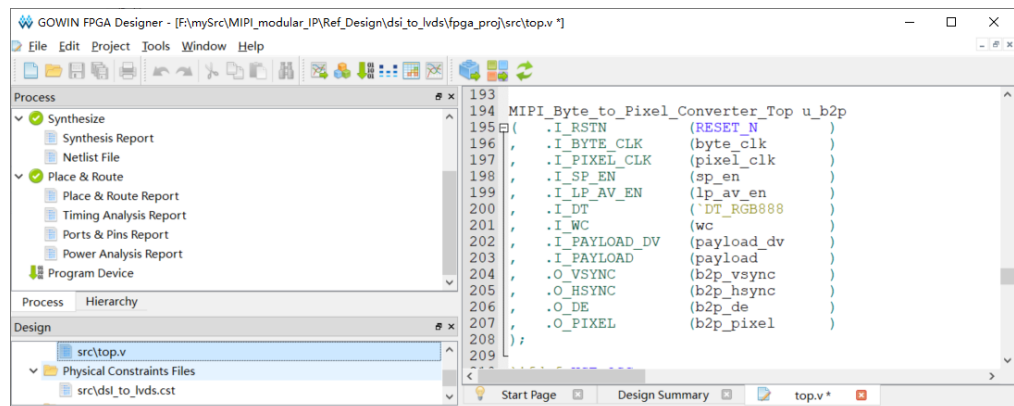 GOWIN FPGA Designer - [F:\mySrc\MIPI_modular_IP\Ref_Design\dsi_to_lvds\fpga_proj\src\top.v *]
File Edit Project Tools Window Help
Process
Synthesize
Synthesis Report
Netlist File
Place & Route
Place & Route Report
Timing Analysis Report
Ports & Pins Report
Power Analysis Report
Program Device
Process Hierarchy
Design
src\top.v
Physical Constraints Files
src\dsi_to_lvds.cst
193
194 MIPI_Byte_to_Pixel_Converter_Top u_b2p
195 ( .I_RSTN (RESET_N )
196 , .I_BYTE_CLK (byte_clk )
197 , .I_PIXEL_CLK (pixel_clk )
198 , .I_SP_EN (sp_en )
199 , .I_LP_AV_EN (lp_av_en )
200 , .I_DT (`DT_RGB888 )
201 , .I_WC (wc )
202 , .I_PAYLOAD_DV (payload_dv )
203 , .I_PAYLOAD (payload )
204 , .O_VSYNC (b2p_vsync )
205 , .O_HSYNC (b2p_hsync )
206 , .O_DE (b2p_de )
207 , .O_PIXEL (b2p_pixel )
208 );
209
Start Page Design Summary top.v *